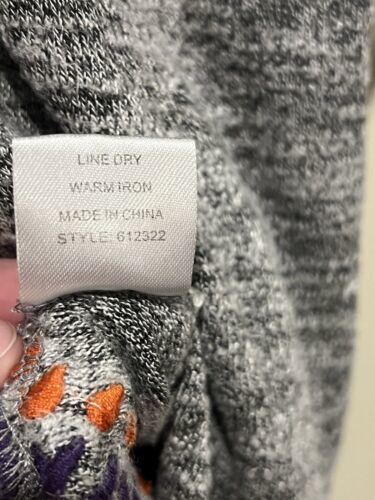 LINE DRY
WARM IRON
MADE IN CHINA
STYLE: 612322